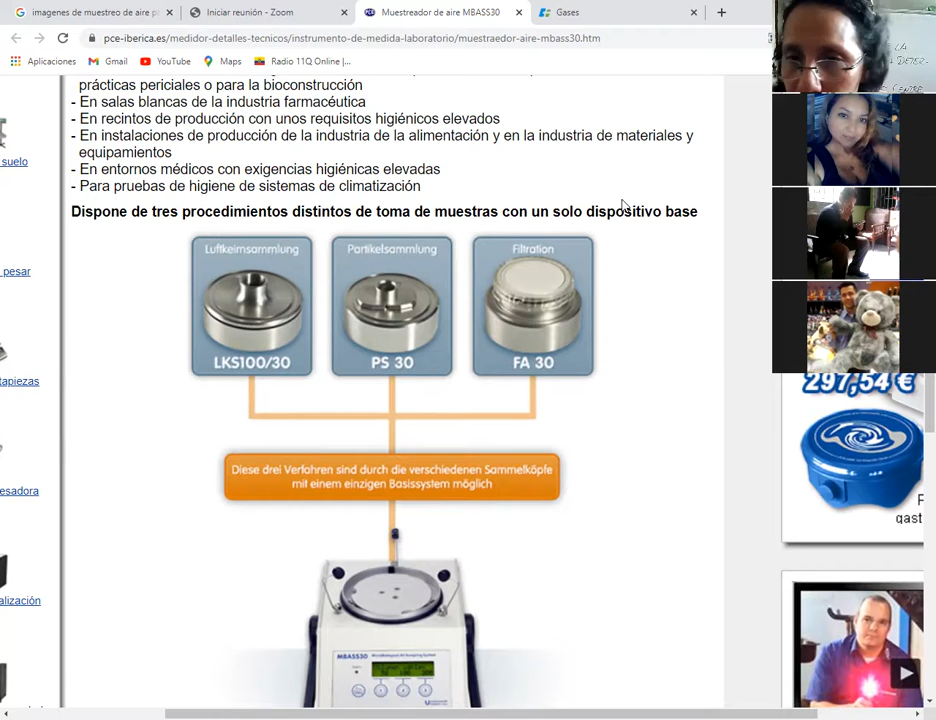 imagenes de muestreo de aire p
Iniciar reunión - Zoom
Muestreador de aire MBASS30
Gases
pce-iberica.es/medidor-detalles-tecnicos/instrumento-de-medida-laboratorio/muestraedor-aire-mbass30.htm
Aplicaciones
Gmail
YouTube
Maps
Radio 11Q Online |...
prácticas periciales o para la bioconstrucción
- En salas blancas de la industria farmacéutica
- En recintos de producción con unos requisitos higiénicos elevados
- En instalaciones de producción de la industria de la alimentación y en la industria de materiales y
equipamientos
- En entornos médicos con exigencias higiénicas elevadas
- Para pruebas de higiene de sistemas de climatización
Dispone de tres procedimientos distintos de toma de muestras con un solo dispositivo base
suelo
pesar
tapiezas
esadora
alización
Luftkeimsammlung
LKS100/30
Partikelsammlung
PS 30
Filtration
FA 30
Diese drei Verfahren sind durch die verschiedenen Sammelköpfe
mit einem einzigen Basissystem möglich
MBASS30
LA
DETER-
CENTRE
297,54 €
P
gast